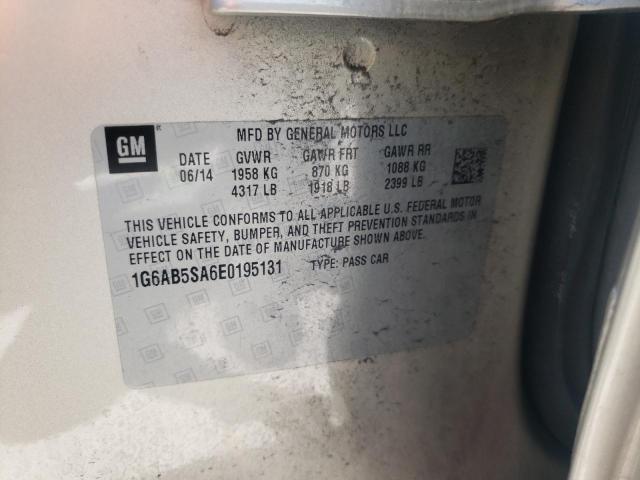 GM
MFD BY GENERAL MOTORS LLC
DATE GVWR GAWR FRT GAWR RR
06/14 1958 KG 870 KG 1088 KG
4317 LB 1918 LB 2399 LB
THIS VEHICLE CONFORMS TO ALL APPLICABLE U.S. FEDERAL MOTOR
VEHICLE SAFETY, BUMPER, AND THEFT PREVENTION STANDARDS IN
EFFECT ON THE DATE OF MANUFACTURE SHOWN ABOVE.
1G6AB5SA6E0195131 TYPE: PASS CAR